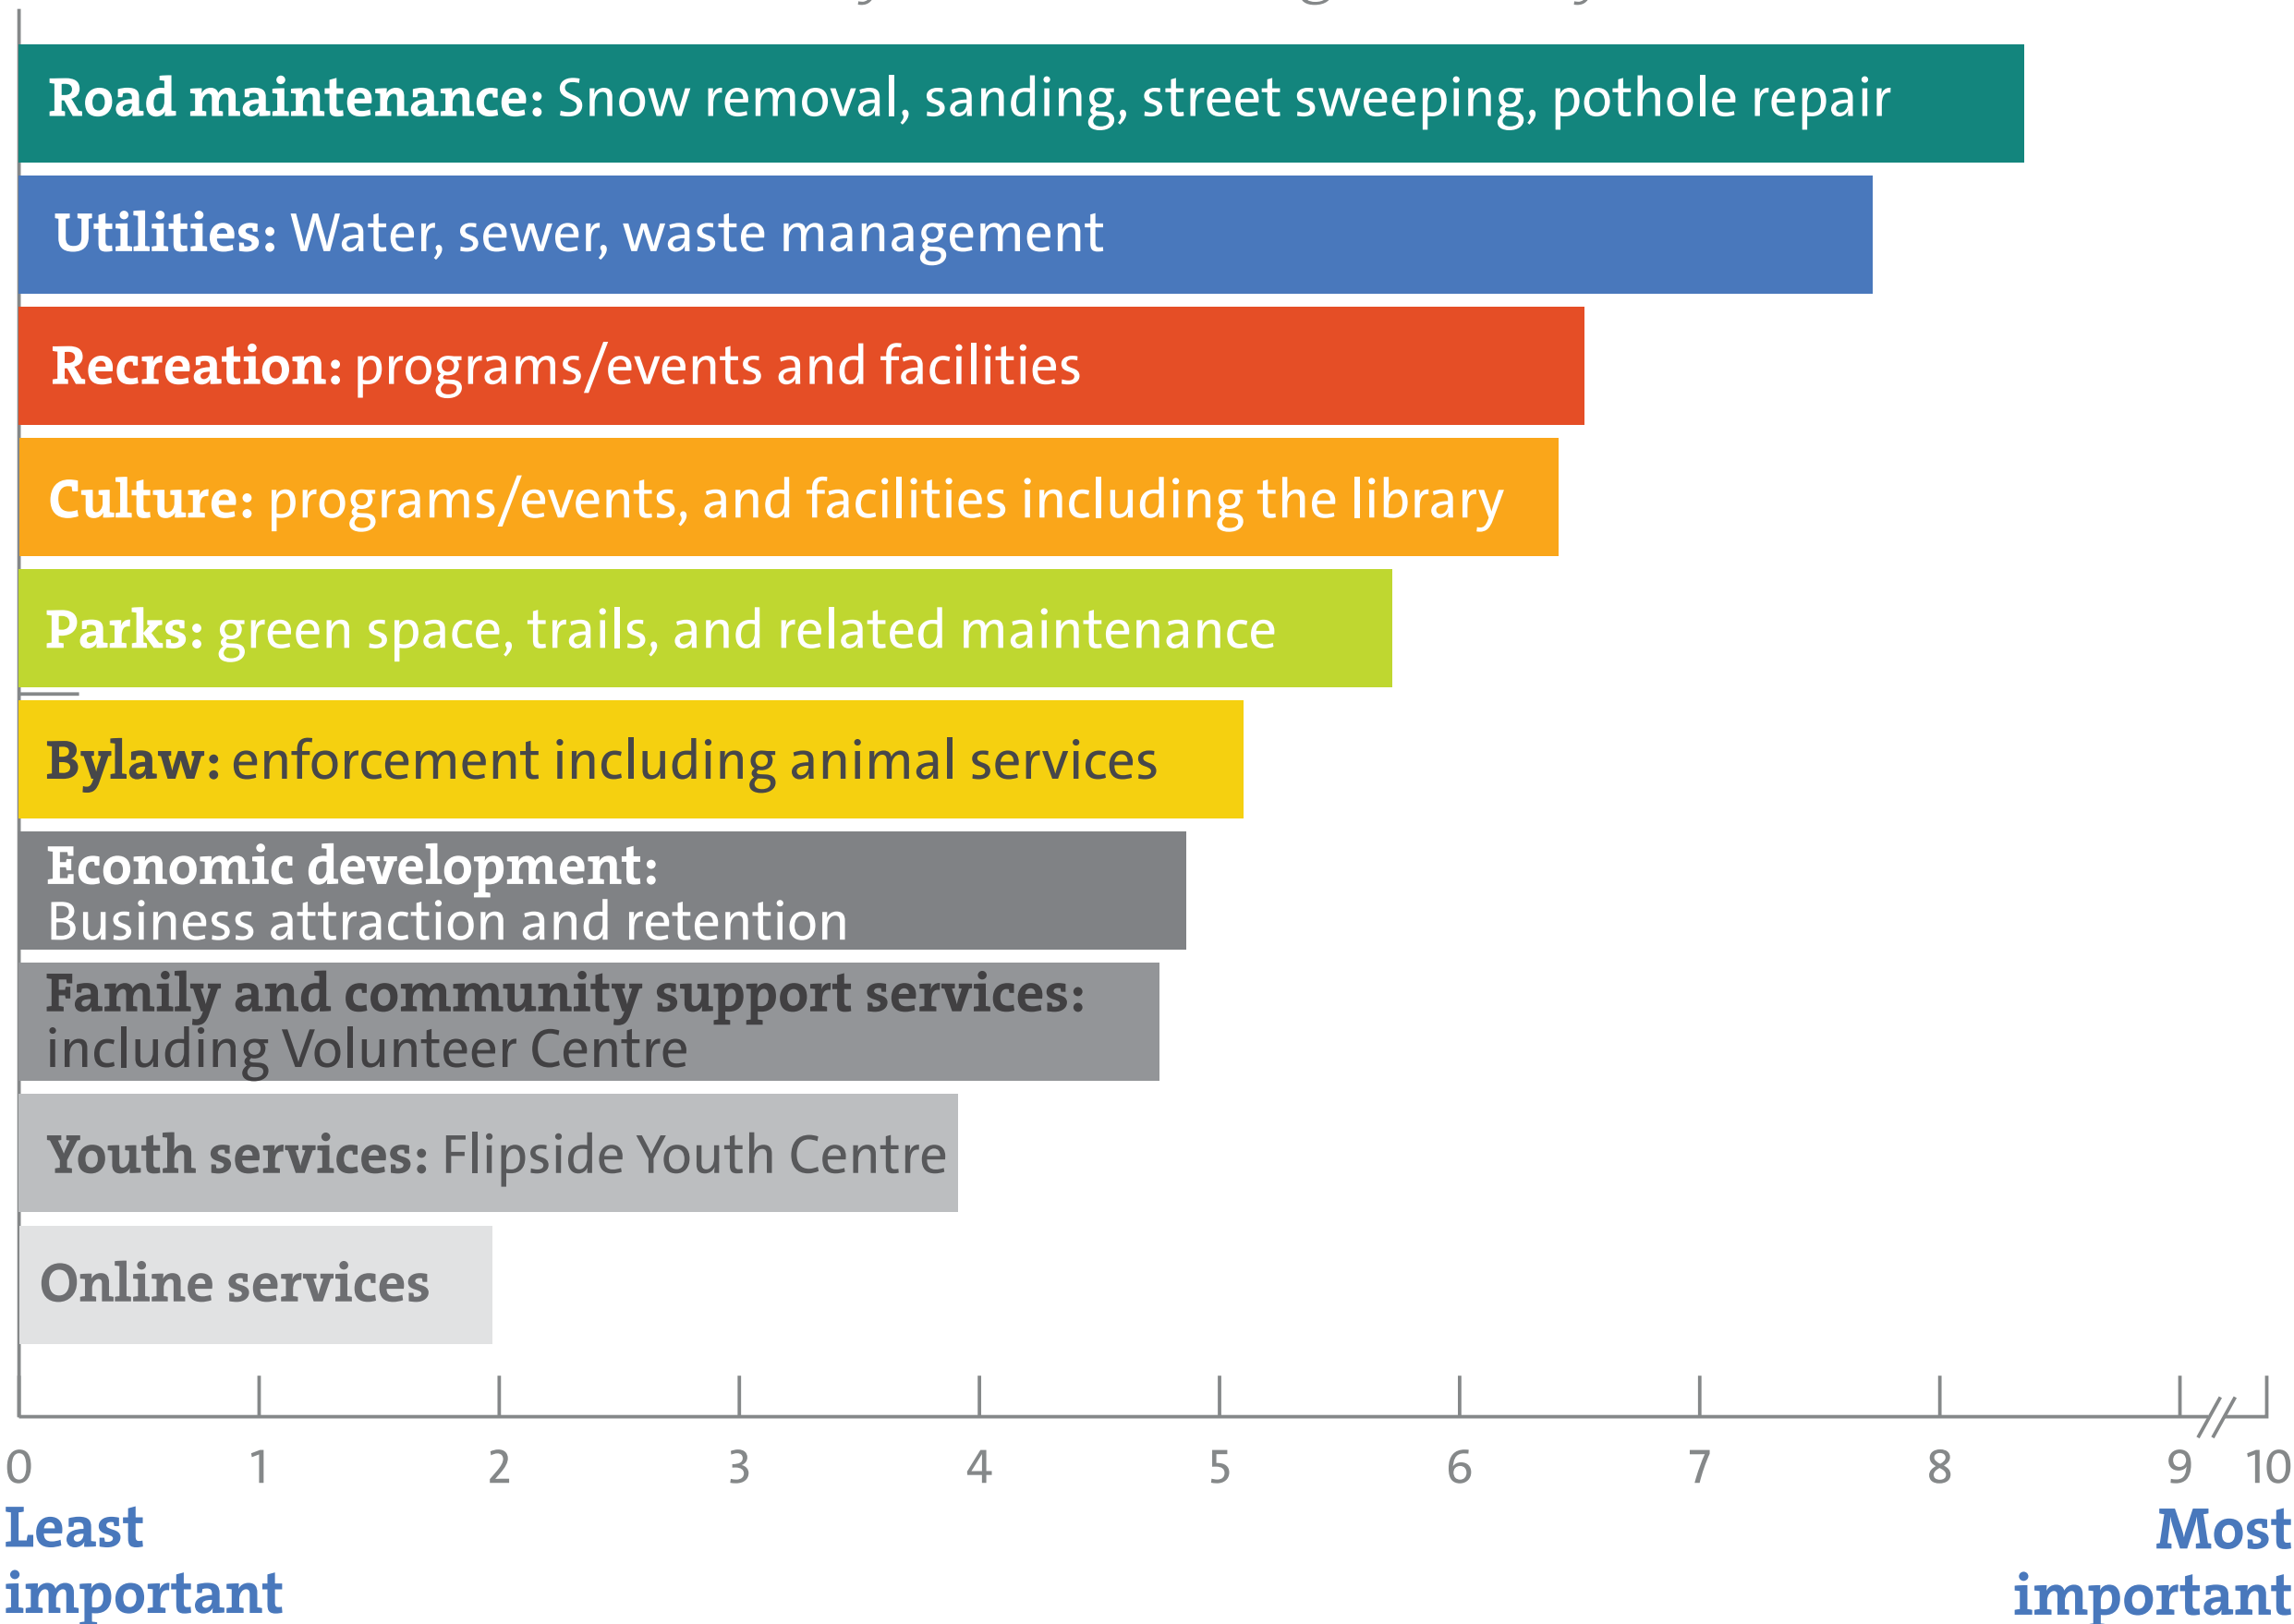 Road maintenance: Snow removal, sanding, street sweeping, pothole repair
Utilities: Water, sewer, waste management
Recreation: programs/events and facilities
Culture: programs/events, and facilities including the library
Parks: green space, trails, and related maintenance
Bylaw: enforcement including animal services
Economic development:
Business attraction and retention
Family and community support services:
including Volunteer Centre
Youth services: Flipside Youth Centre
Online services
0 1 2 3 4 5 6 7 8 9 10
Least Most
important important